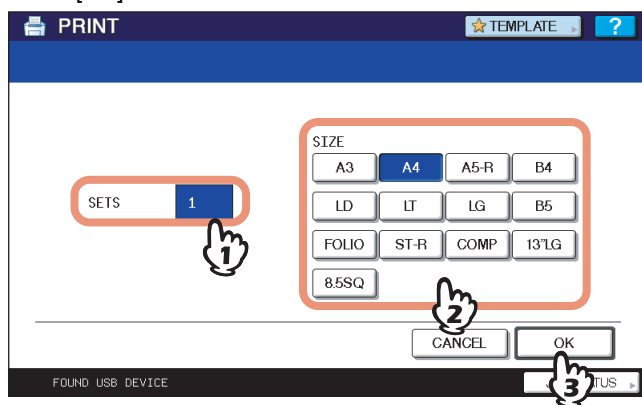 PRINT
TEMPLATE
?
SIZE
A3 A4 A5-R B4
SETS 1
LD LT LG B5
FOLIO ST-R COMP 13"LG
8.5SQ
1
2
CANCEL OK
FOUND USB DEVICE
3